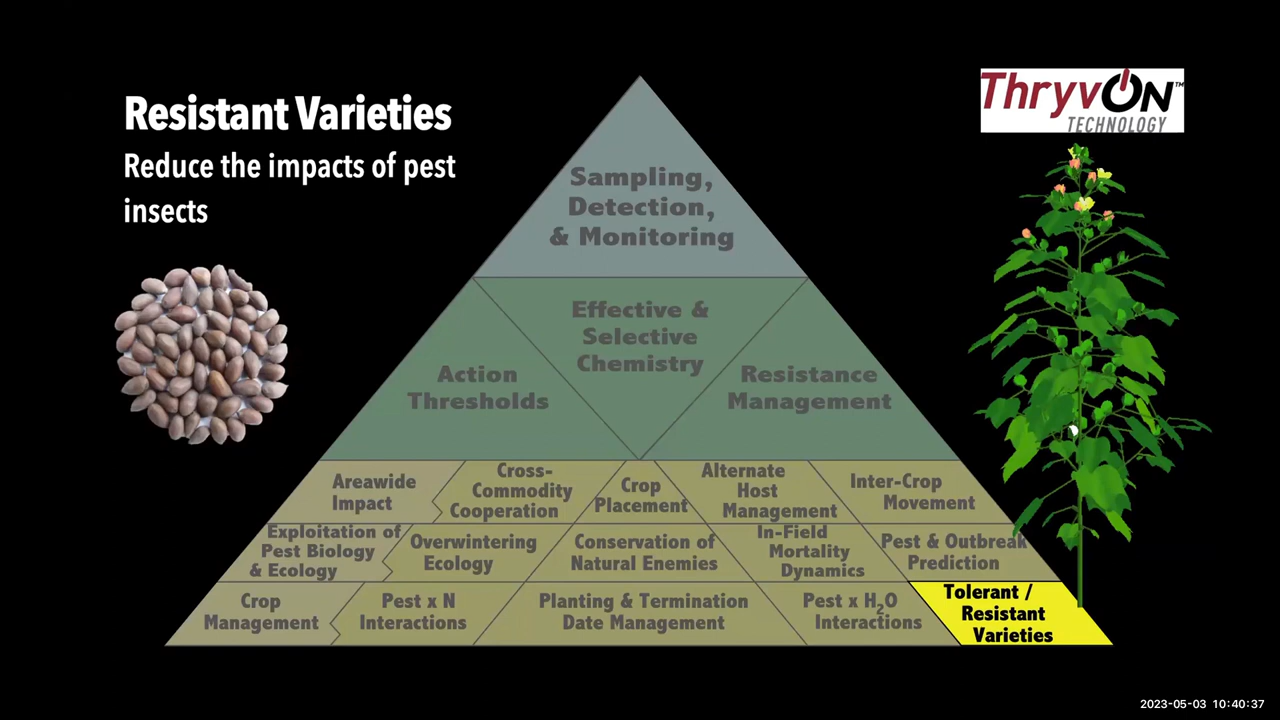 Resistant Varieties
Reduce the impacts of pest
insects
ThryvOn™
TECHNOLOGY
Sampling,
Detection,
& Monitoring
Effective &
Selective
Chemistry
Action
Thresholds
Resistance
Management
Areawide
Impact
Cross-
Commodity
Cooperation
Crop
Placement
Alternate
Host
Management
Inter-Crop
Movement
Exploitation of
Pest Biology
& Ecology
Overwintering
Ecology
Conservation of
Natural Enemies
In-Field
Mortality
Dynamics
Pest & Outbreak
Prediction
Crop
Management
Pest x N
Interactions
Planting & Termination
Date Management
Pest x H₂O
Interactions
Tolerant /
Resistant
Varieties
2023-05-03 10:40:37